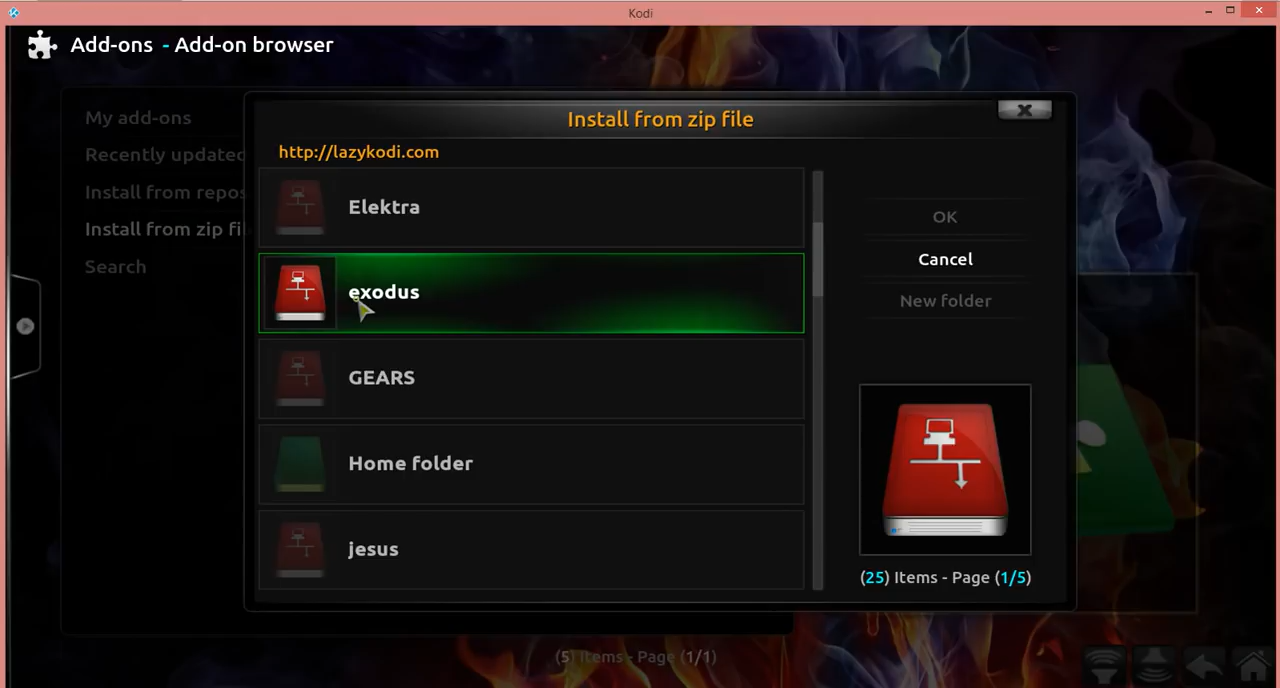 Kodi
Add-ons - Add-on browser
My add-ons
Recently updated
Install from repos
Install from zip fi
Search
Install from zip file
http://lazykodi.com
Elektra
exodus
GEARS
Home folder
jesus
OK
Cancel
New folder
(25) Items - Page (1/5)
(5) Items - Page (1/1)